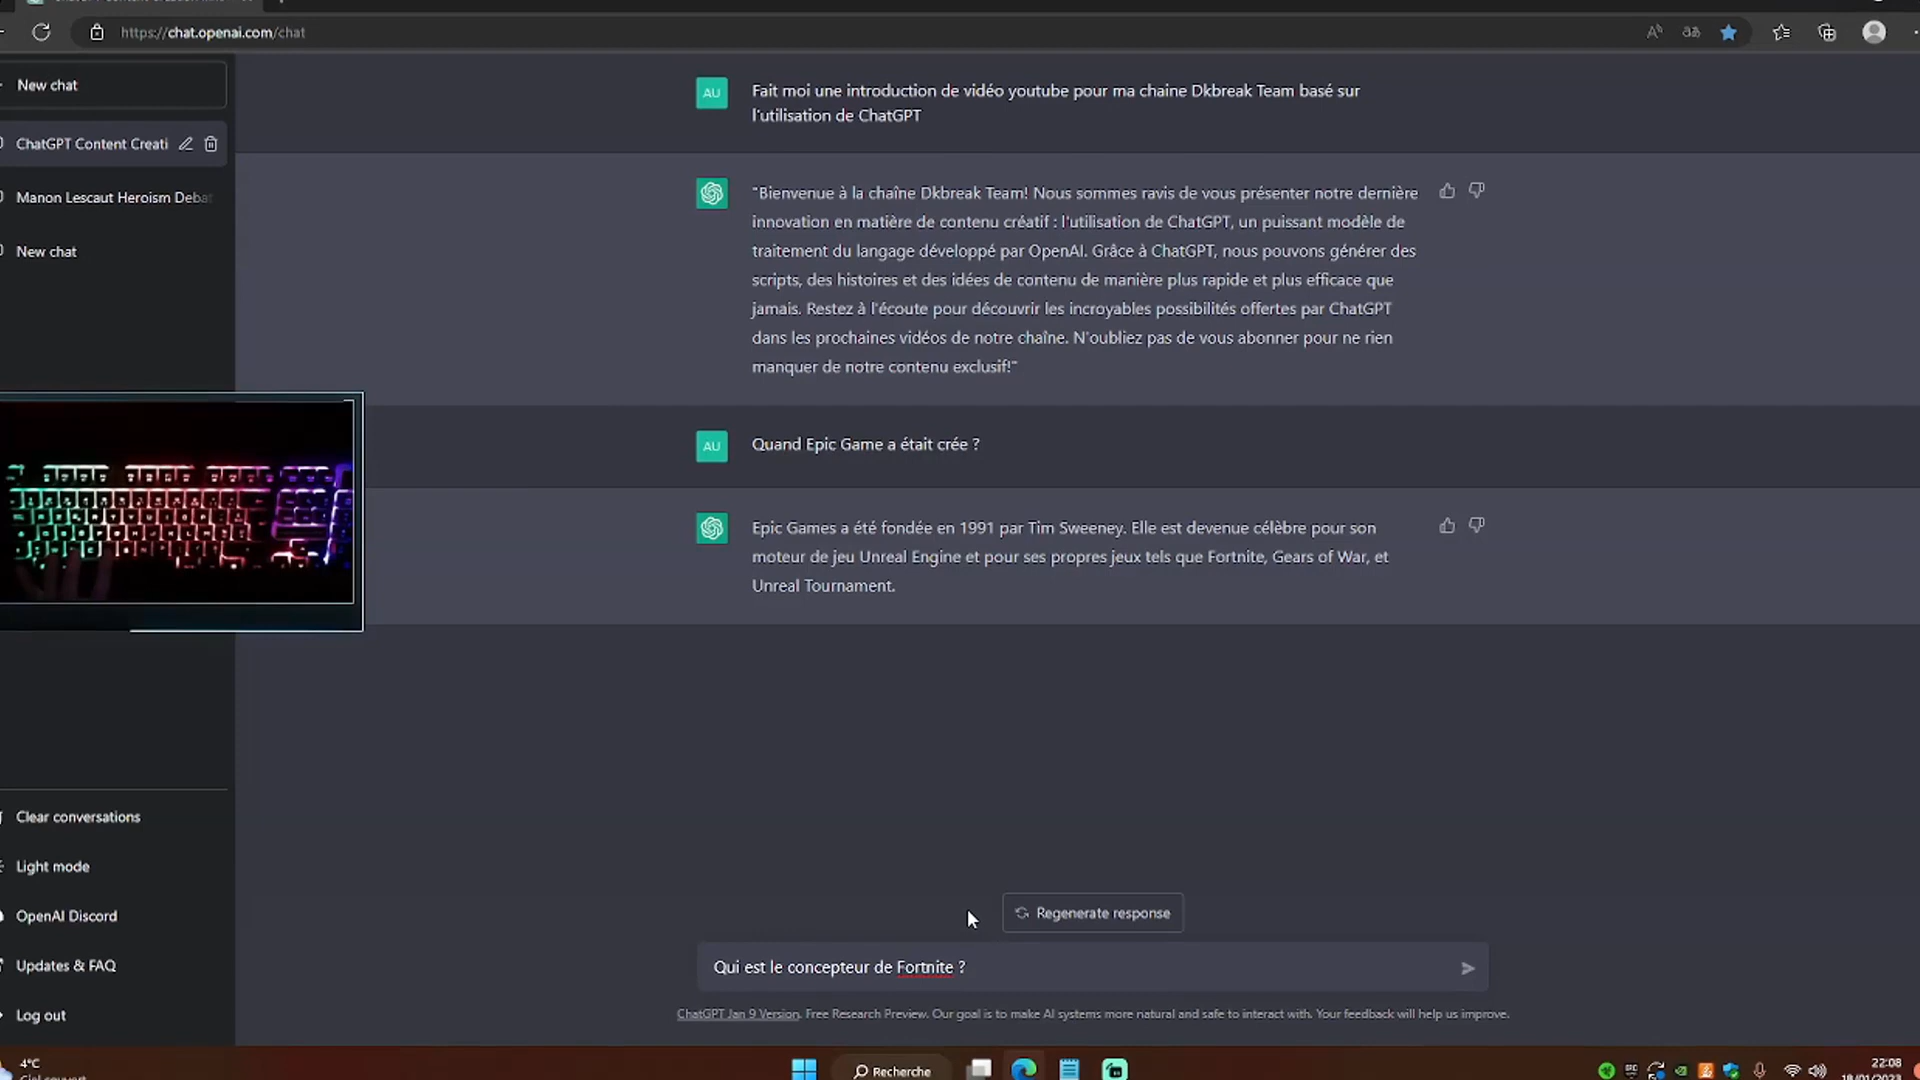 https://chat.openai.com/chat
New chat
ChatGPT Content Creati
Manon Lescaut Heroism Debat
New chat
AU
Fait moi une introduction de vidéo youtube pour ma chaine Dkbreak Team basé sur
l'utilisation de ChatGPT
"Bienvenue à la chaîne Dkbreak Team! Nous sommes ravis de vous présenter notre dernière
innovation en matière de contenu créatif : l'utilisation de ChatGPT, un puissant modèle de
traitement du langage développé par OpenAI. Grâce à ChatGPT, nous pouvons générer des
scripts, des histoires et des idées de contenu de manière plus rapide et plus efficace que
jamais. Restez à l'écoute pour découvrir les incroyables possibilités offertes par ChatGPT
dans les prochaines vidéos de notre chaîne. N'oubliez pas de vous abonner pour ne rien
manquer de notre contenu exclusif!"
AU
Quand Epic Game a était crée ?
Epic Games a été fondée en 1991 par Tim Sweeney. Elle est devenue célèbre pour son
moteur de jeu Unreal Engine et pour ses propres jeux tels que Fortnite, Gears of War, et
Unreal Tournament.
Clear conversations
Light mode
OpenAI Discord
Updates & FAQ
Log out
Regenerate response
Qui est le concepteur de Fortnite ?
ChatGPT Jan 9 Version. Free Research Preview. Our goal is to make AI systems more natural and safe to interact with. Your feedback will help us improve.
4°C
Ciel couvert
Recherche
22:08
18/01/2023